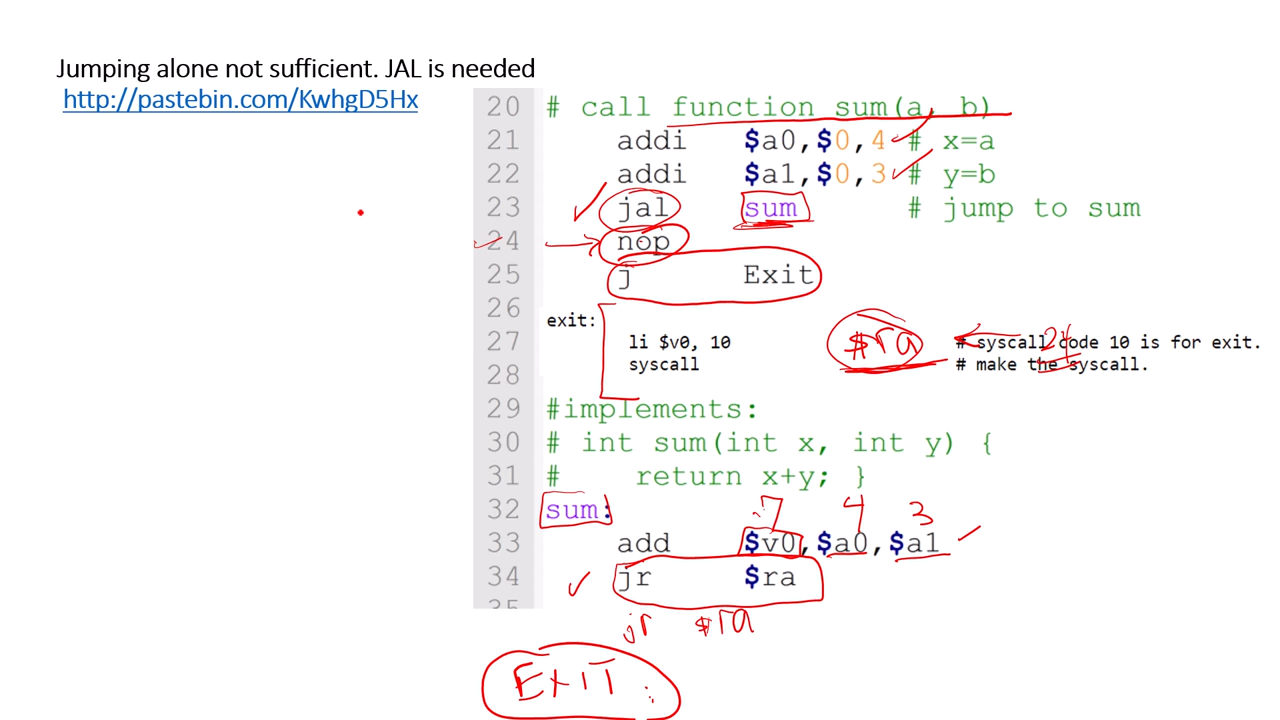 Jumping alone not sufficient. JAL is needed
http://pastebin.com/KwhgD5Hx
20 # call function sum(a, b)
21 addi $a0,$0,4 # x=a
22 addi $a1,$0,3 # y=b
23 jal sum # jump to sum
24 nop
25 j Exit
26
exit:
27 li $v0, 10 $ra 24 # syscall code 10 is for exit.
28 syscall # make the syscall.
29 #implements:
30 # int sum(int x, int y) {
31 # return x+y; }
32 sum:
7 4 3
33 add $v0,$a0,$a1
34 jr $ra
35
jr $ra
EXIT: